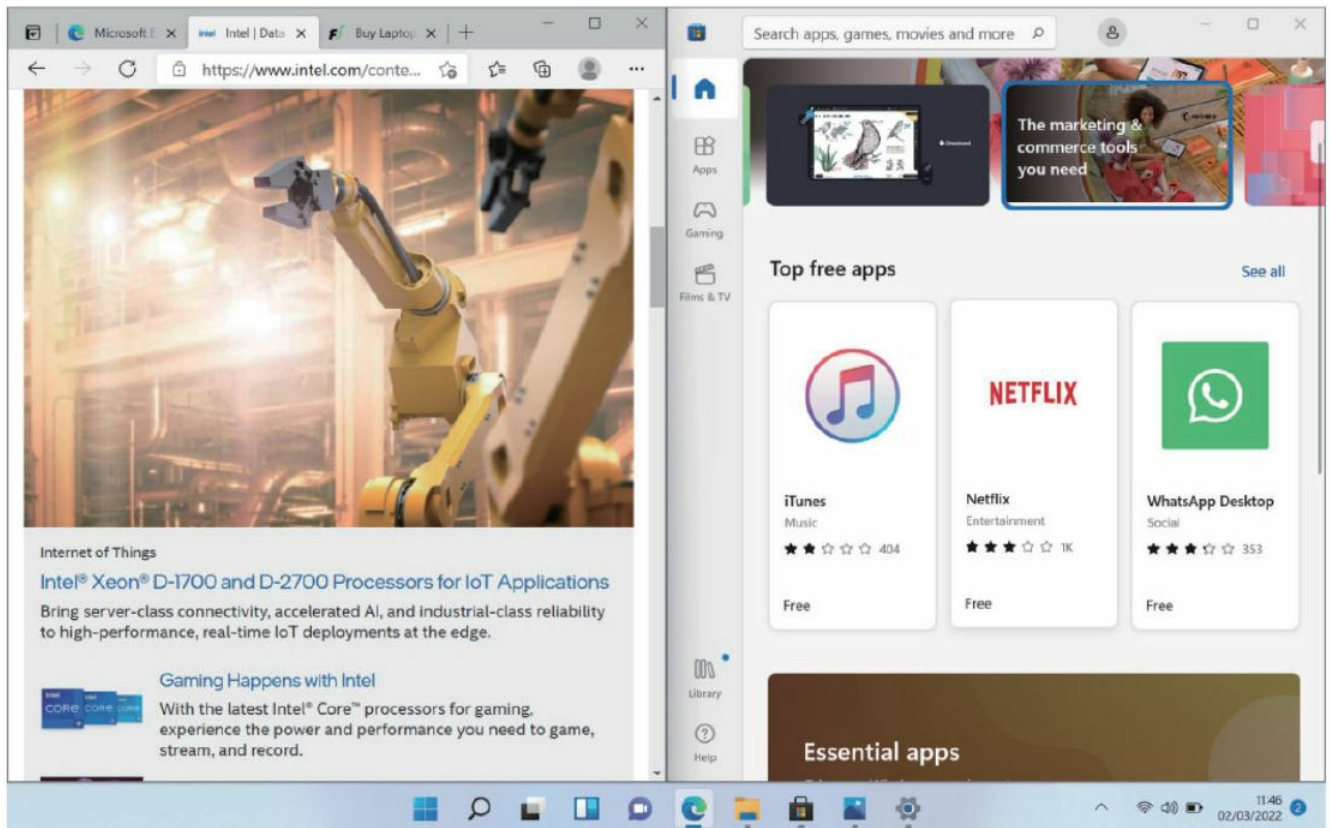 Microsoft E
Intel | Data
Buy Laptop
https://www.intel.com/conte...
Internet of Things
Intel® Xeon® D-1700 and D-2700 Processors for IoT Applications
Bring server-class connectivity, accelerated AI, and industrial-class reliability
to high-performance, real-time IoT deployments at the edge.
Gaming Happens with Intel
With the latest Intel® Core™ processors for gaming,
experience the power and performance you need to game,
stream, and record.
intel
CORE CORE CORE
Search apps, games, movies and more
Apps
Gaming
Films & TV
Library
Help
The marketing &
commerce tools
you need
Top free apps
See all
iTunes
Music
404
Free
NETFLIX
Netflix
Entertainment
1K
Free
WhatsApp Desktop
Social
353
Free
Essential apps
11:46
02/03/2022
2